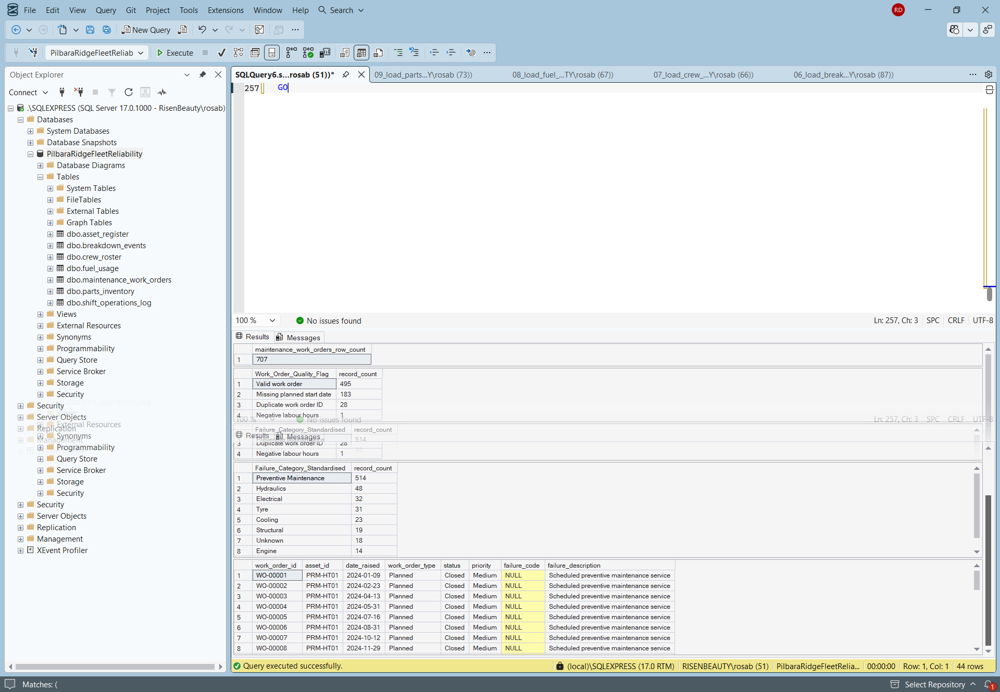 File Edit View Query Git Project Tools Extensions Window Help Search RD
New Query
PilbaraRidgeFleetReliab Execute
Object Explorer
Connect
.\SQLEXPRESS (SQL Server 17.0.1000 - RisenBeauty\rosab)
Databases
System Databases
Database Snapshots
PilbaraRidgeFleetReliability
Database Diagrams
Tables
System Tables
FileTables
External Tables
Graph Tables
dbo.asset_register
dbo.breakdown_events
dbo.crew_roster
dbo.fuel_usage
dbo.maintenance_work_orders
dbo.parts_inventory
dbo.shift_operations_log
Views
External Resources
Synonyms
Programmability
Query Store
Service Broker
Storage
Security
dbo.shift_operations_log
Security
Views
Server Objects
External Resources
Replication
Synonyms
Management
Programmability
Query Store
Service Broker
Storage
Security
Security
Server Objects
Replication
Management
XEvent Profiler
SQLQuery6.s...rosab (51))* 09_load_parts...Y\rosab (73)) 08_load_fuel_...TY\rosab (67)) 07_load_crew_...Y\rosab (66)) 06_load_break...Y\rosab (87))
257 GO
100 % No issues found Ln: 257, Ch: 3 SPC CRLF UTF-8
Results Messages
maintenance_work_orders_row_count
1 707
Work_Order_Quality_Flag record_count
1 Valid work order 495
2 Missing planned start date 183
3 Duplicate work order ID 28
4 Negative labour hours 1
100 % No issues found Ln: 257, Ch: 3 SPC CRLF UTF-8
Failure_Category_Standardised record_count
Results Messages
1 Preventive Maintenance 514
3 Duplicate work order ID 28
2 Hydraulics 48
4 Negative labour hours 1
Failure_Category_Standardised record_count
1 Preventive Maintenance 514
2 Hydraulics 48
3 Electrical 32
4 Tyre 31
5 Cooling 23
6 Structural 19
7 Unknown 18
8 Engine 14
work_order_id asset_id date_raised work_order_type status priority failure_code failure_description
1 WO-00001 PRM-HT01 2024-01-09 Planned Closed Medium NULL Scheduled preventive maintenance service
2 WO-00002 PRM-HT01 2024-02-23 Planned Closed Medium NULL Scheduled preventive maintenance service
3 WO-00003 PRM-HT01 2024-04-13 Planned Closed Medium NULL Scheduled preventive maintenance service
4 WO-00004 PRM-HT01 2024-05-31 Planned Closed Medium NULL Scheduled preventive maintenance service
5 WO-00005 PRM-HT01 2024-07-16 Planned Closed Medium NULL Scheduled preventive maintenance service
6 WO-00006 PRM-HT01 2024-08-31 Planned Closed Medium NULL Scheduled preventive maintenance service
7 WO-00007 PRM-HT01 2024-10-12 Planned Closed Medium NULL Scheduled preventive maintenance service
8 WO-00008 PRM-HT01 2024-11-29 Planned Closed Medium NULL Scheduled preventive maintenance service
Query executed successfully. (local)\SQLEXPRESS (17.0 RTM) RISENBEAUTY\rosab (51) PilbaraRidgeFleetRelia... 00:00:00 Row: 1, Col: 1 44 rows
Matches: ( Select Repository 1